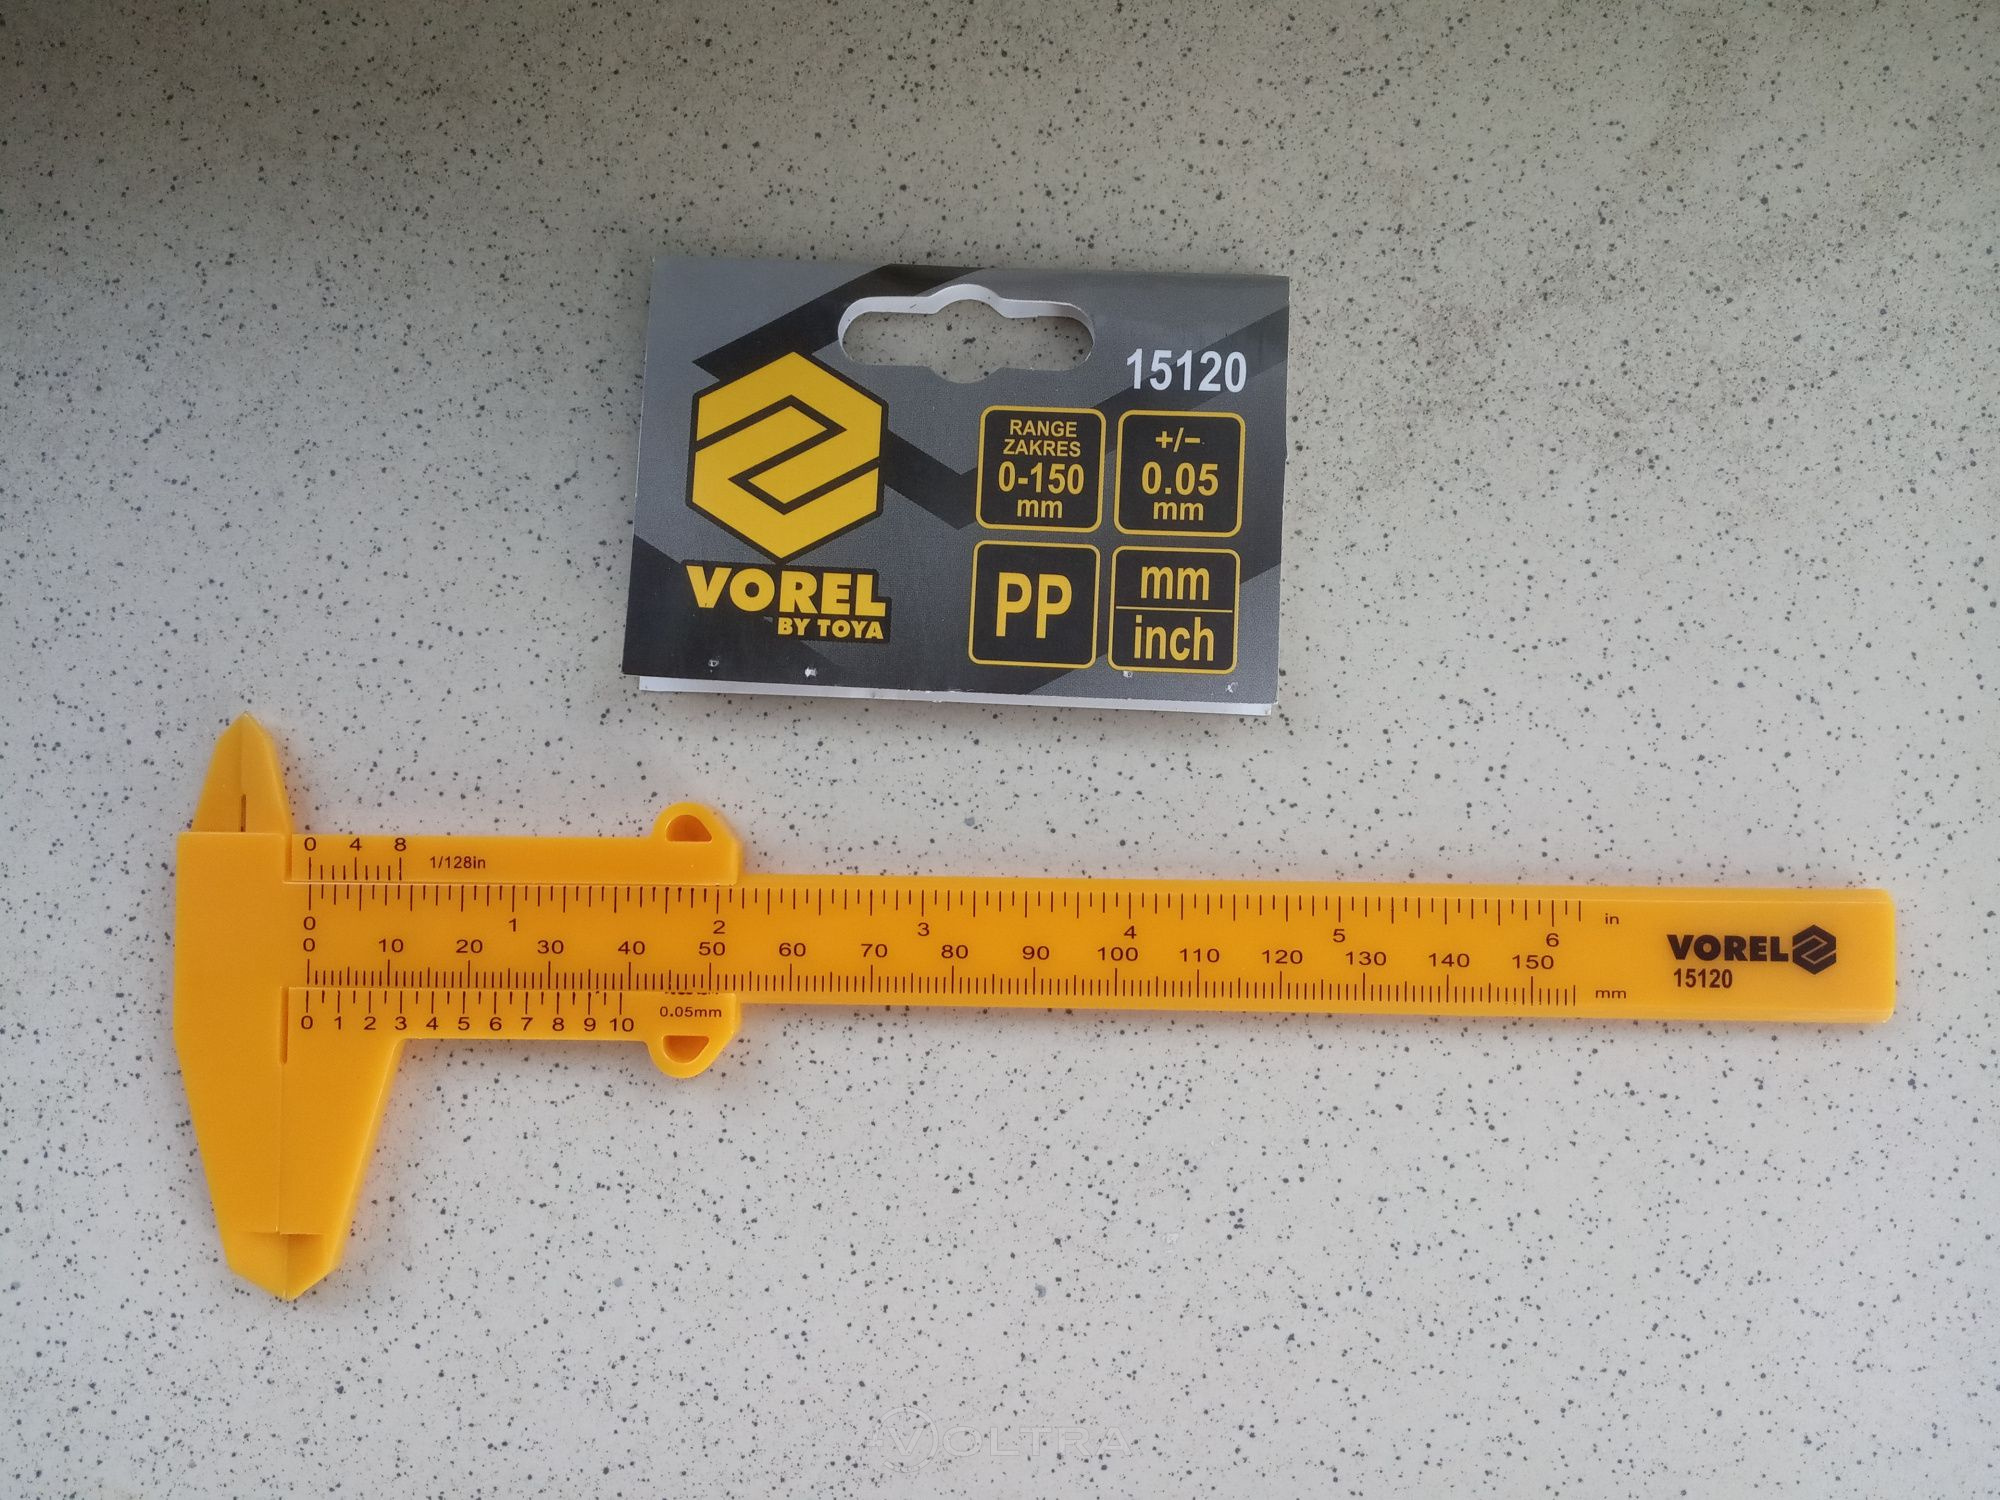 15120
RANGE
ZAKRES
0-150
mm
+/−
0.05
mm
PP
mm
inch
VOREL
BY TOYA
0 4 8
1/128in
0 1 2 3 4 5 6 in
0 10 20 30 40 50 60 70 80 90 100 110 120 130 140 150 mm
0 1 2 3 4 5 6 7 8 9 10
0.05mm
VOREL
15120
VOLTRA